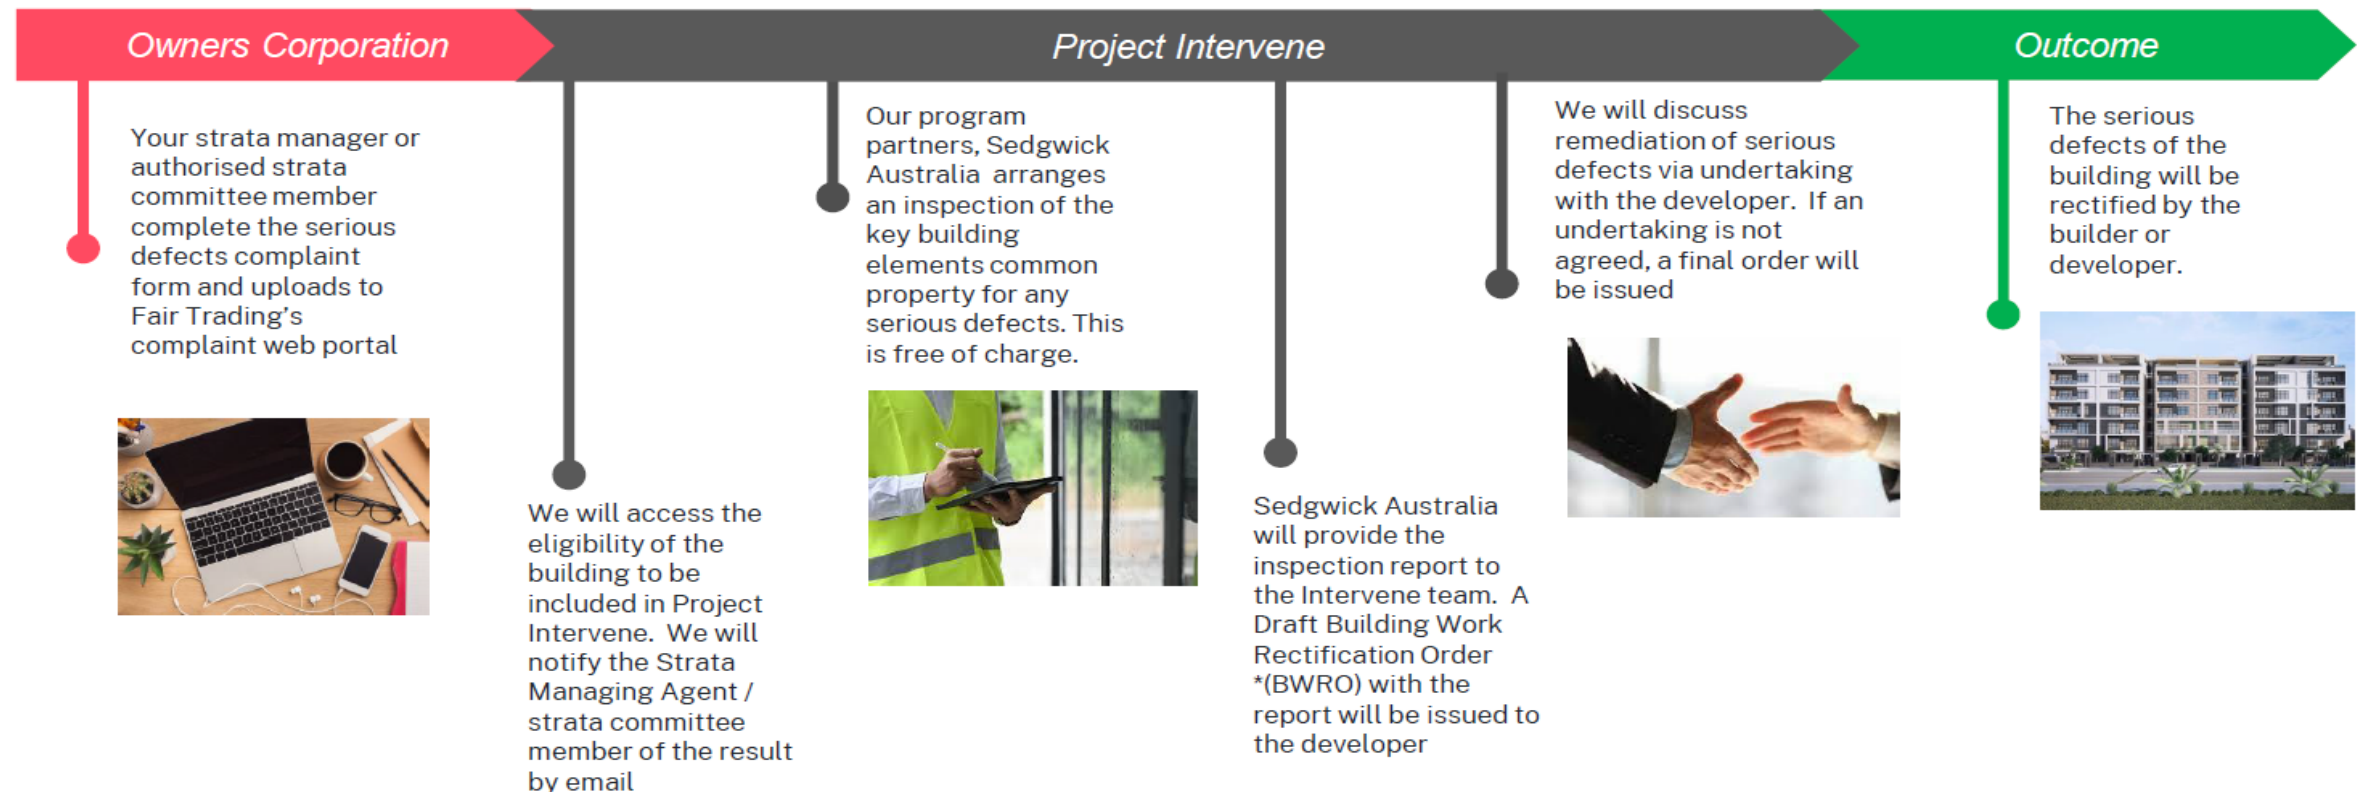 Owners Corporation
Project Intervene
Outcome
Your strata manager or
authorised strata
committee member
complete the serious
defects complaint
form and uploads to
Fair Trading’s
complaint web portal
We will access the
eligibility of the
building to be
included in Project
Intervene.  We will
notify the Strata
Managing Agent /
strata committee
member of the result
by email
Our program
partners, Sedgwick
Australia  arranges
an inspection of the
key building
elements common
property for any
serious defects. This
is free of charge.
Sedgwick Australia
will provide the
inspection report to
the Intervene team.  A
Draft Building Work
Rectification Order
*(BWRO) with the
report will be issued to
the developer
We will discuss
remediation of serious
defects via undertaking
with the developer.  If an
undertaking is not
agreed, a final order will
be issued
The serious
defects of the
building will be
rectified by the
builder or
developer.